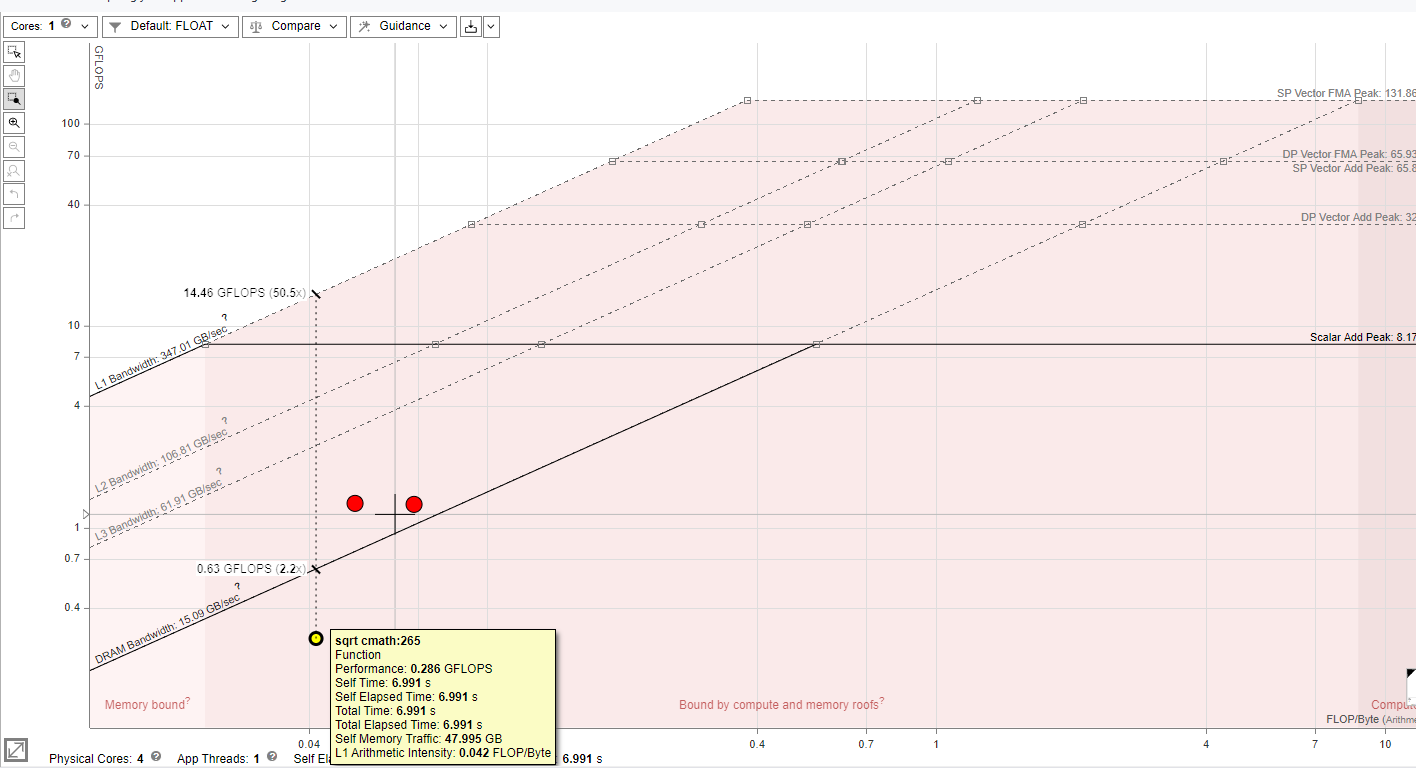 Cores: 1 ?
Default: FLOAT
Compare
Guidance
GFLOPS
SP Vector FMA Peak: 131.86
100
70
DP Vector FMA Peak: 65.93
SP Vector Add Peak: 65.8
40
DP Vector Add Peak: 32
14.46 GFLOPS (50.5x)
?
10
Scalar Add Peak: 8.17
7
L1 Bandwidth: 347.01 GB/sec
4
?
L2 Bandwidth: 106.81 GB/sec
?
L3 Bandwidth: 61.91 GB/sec
1
0.7
0.63 GFLOPS (2.2x)
?
0.4
DRAM Bandwidth: 15.09 GB/sec
sqrt cmath:265
Function
Performance: 0.286 GFLOPS
Self Time: 6.991 s
Self Elapsed Time: 6.991 s
Total Time: 6.991 s
Total Elapsed Time: 6.991 s
Self Memory Traffic: 47.995 GB
L1 Arithmetic Intensity: 0.042 FLOP/Byte
Memory bound?
Bound by compute and memory roofs?
Compu
FLOP/Byte (Arithme
0.04
0.4
0.7
1
4
7
10
Physical Cores: 4 ?
App Threads: 1 ?
Self El
6.991 s